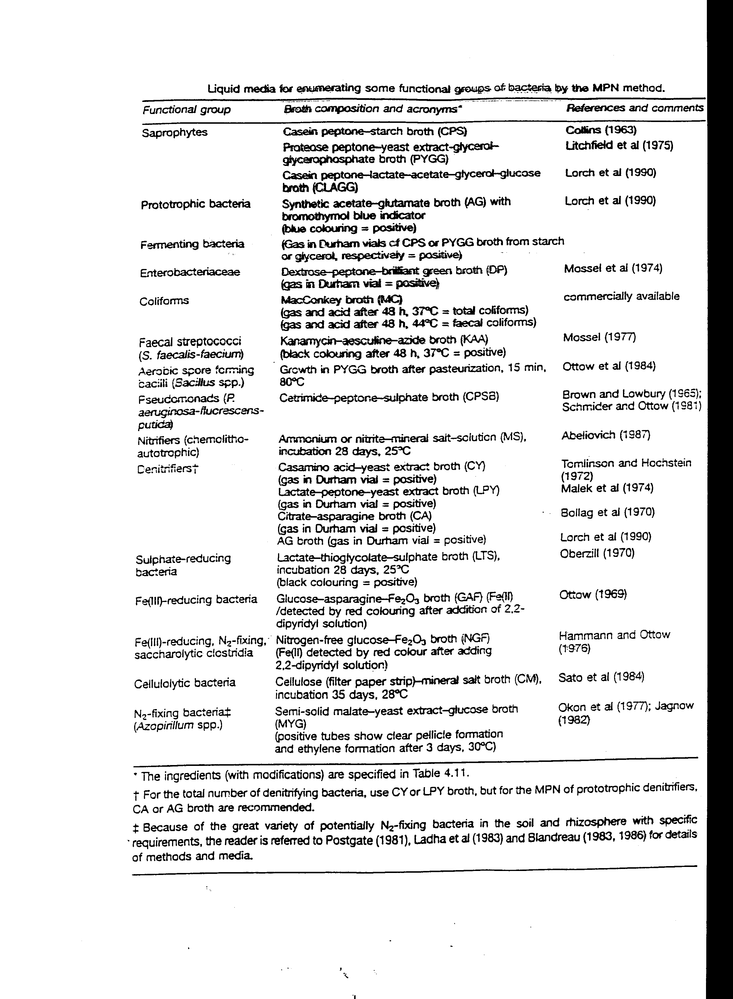 Liquid media for enumerating some functional groups of bacteria by the MPN method.
Functional group Broth composition and acronyms* References and comments
Saprophytes Casein peptone–starch broth (CPS) Collins (1963)
Proteose peptone–yeast extract-glycerol– Litchfield et al (1975)
glycerophosphate broth (PYGG)
Casein peptone–lactate–acetate–glycerol–glucose Lorch et al (1990)
broth (CLAGG)
Prototrophic bacteria Synthetic acetate–glutamate broth (AG) with Lorch et al (1990)
bromothymol blue indicator
(blue colouring = positive)
Fermenting bacteria (Gas in Durham vials of CPS or PYGG broth from starch
or glycerol, respectively = positive)
Enterobacteriaceae Dextrose–peptone–brilliant green broth (DP) Mossel et al (1974)
(gas in Durham vial = positive)
Coliforms MacConkey broth (MC) commercially available
(gas and acid after 48 h, 37°C = total coliforms)
(gas and acid after 48 h, 44°C = faecal coliforms)
Faecal streptococci Kanamycin–aesculine–azide broth (KAA) Mossel (1977)
(S. faecalis-faecium) (black colouring after 48 h, 37°C = positive)
Aerobic spore forming Growth in PYGG broth after pasteurization, 15 min, Ottow et al (1984)
bacilli (Bacillus spp.) 80°C
Pseudomonads (P. Cetrimide–peptone–sulphate broth (CPSB) Brown and Lowbury (1965);
aeruginosa-flucrescens- Schmider and Ottow (1981)
putida)
Nitrifiers (chemolitho- Ammonium or nitrite–mineral salt–solution (MS), Abeliovich (1987)
autotrophic) incubation 28 days, 25°C
Denitrifiers† Casamino acid–yeast extract broth (CY) Tomlinson and Hochstein
(gas in Durham vial = positive) (1972)
Lactate–peptone–yeast extract broth (LPY) Malek et al (1974)
(gas in Durham vial = positive)
Citrate–asparagine broth (CA) Bollag et al (1970)
(gas in Durham vial = positive)
AG broth (gas in Durham vial = positive) Lorch et al (1990)
Sulphate-reducing Lactate–thioglycolate–sulphate broth (LTS), Oberzill (1970)
bacteria incubation 28 days, 25°C
(black colouring = positive)
Fe(III)-reducing bacteria Glucose–asparagine–Fe₂O₃ broth (GAF) (Fe(II) Ottow (1969)
/detected by red colouring after addition of 2,2-
dipyridyl solution)
Fe(III)-reducing, N₂-fixing, Nitrogen-free glucose–Fe₂O₃ broth (NGF) Hammann and Ottow
saccharolytic clostridia (Fe(II) detected by red colour after adding (1976)
2,2-dipyridyl solution)
Cellulolytic bacteria Cellulose (filter paper strip)–mineral salt broth (CM), Sato et al (1984)
incubation 35 days, 28°C
N₂-fixing bacteria‡ Semi-solid malate–yeast extract–glucose broth Okon et al (1977); Jagnow
(Azopirillum spp.) (MYG) (1982)
(positive tubes show clear pellicle formation
and ethylene formation after 3 days, 30°C)
* The ingredients (with modifications) are specified in Table 4.11.
† For the total number of denitrifying bacteria, use CY or LPY broth, but for the MPN of prototrophic denitrifiers,
CA or AG broth are recommended.
‡ Because of the great variety of potentially N₂-fixing bacteria in the soil and rhizosphere with specific
requirements, the reader is referred to Postgate (1981), Ladha et al (1983) and Blandreau (1983, 1986) for details
of methods and media.